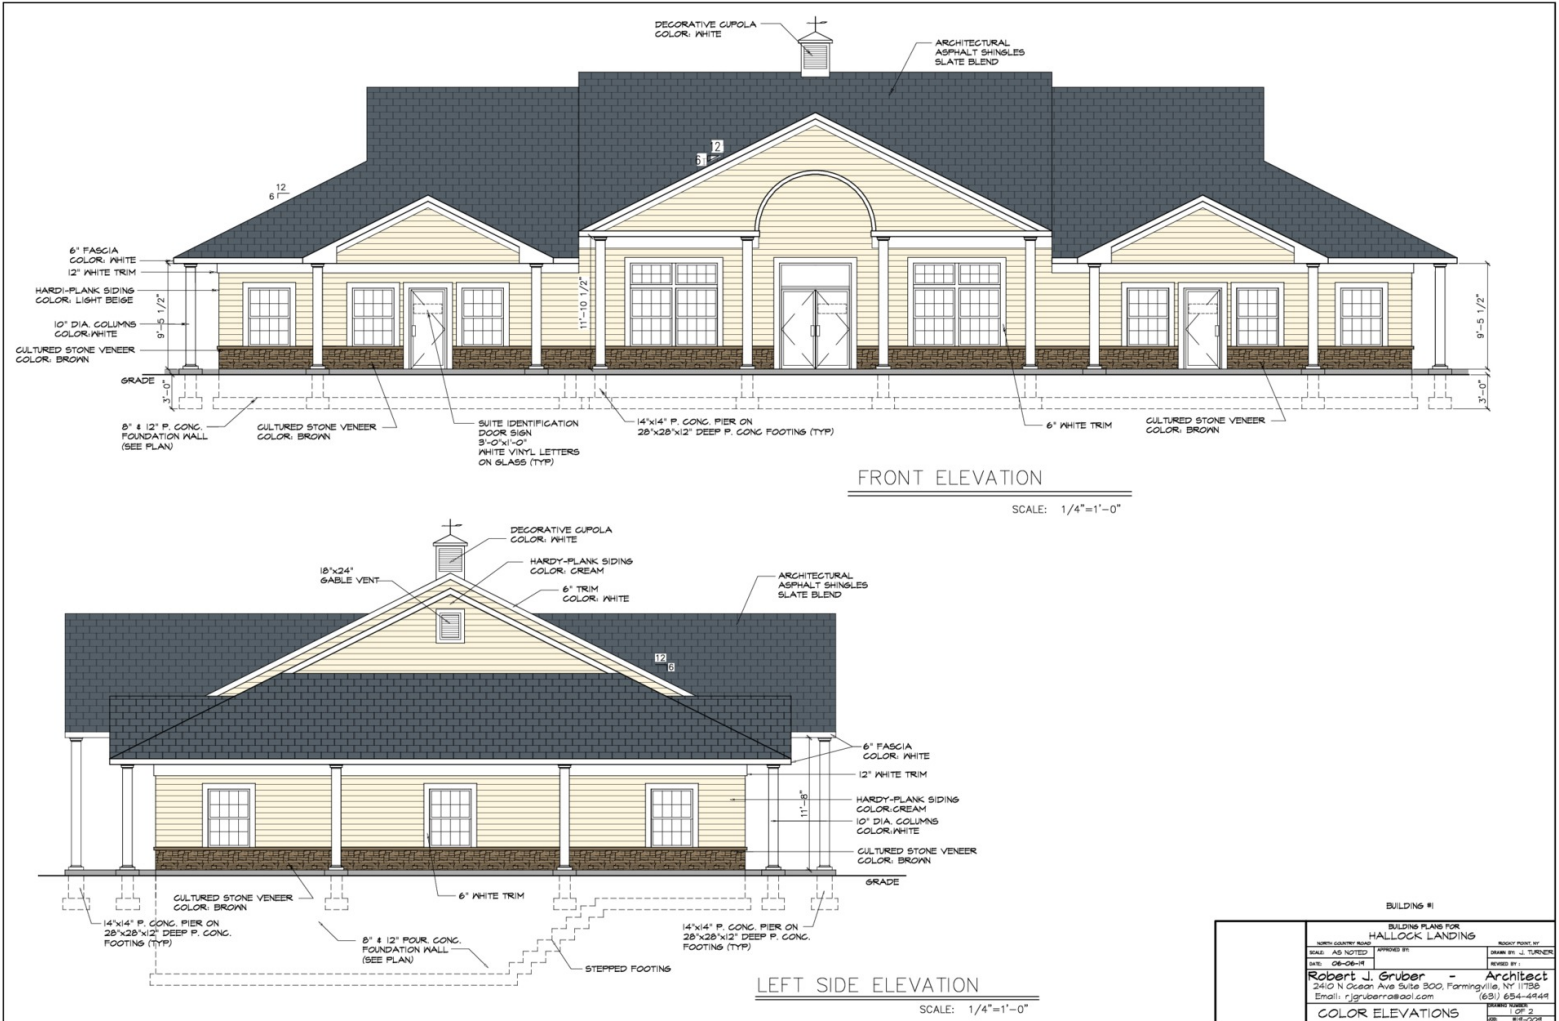 DECORATIVE CUPOLA
COLOR: WHITE
ARCHITECTURAL
ASPHALT SHINGLES
SLATE BLEND
12
6
12
6
6" FASCIA
COLOR: WHITE
12" WHITE TRIM
HARDI-PLANK SIDING
COLOR: LIGHT BEIGE
10" DIA. COLUMNS
COLOR:WHITE
CULTURED STONE VENEER
COLOR: BROWN
9'-5 1/2"
11'-10 1/2"
9'-5 1/2"
GRADE
3'-0"
3'-0"
8" & 12" P. CONC.
FOUNDATION WALL
(SEE PLAN)
CULTURED STONE VENEER
COLOR: BROWN
SUITE IDENTIFICATION
DOOR SIGN
3'-0"x1'-0"
WHITE VINYL LETTERS
ON GLASS (TYP)
14"x14" P. CONC. PIER ON
28"x28"x12" DEEP P. CONC FOOTING (TYP)
6" WHITE TRIM
CULTURED STONE VENEER
COLOR: BROWN
FRONT ELEVATION
SCALE: 1/4"=1'-0"
DECORATIVE CUPOLA
COLOR: WHITE
18"x24"
GABLE VENT
HARDY-PLANK SIDING
COLOR: CREAM
6" TRIM
COLOR: WHITE
ARCHITECTURAL
ASPHALT SHINGLES
SLATE BLEND
12
6
6" FASCIA
COLOR: WHITE
12" WHITE TRIM
HARDY-PLANK SIDING
COLOR:CREAM
10" DIA. COLUMNS
COLOR:WHITE
11'-8"
CULTURED STONE VENEER
COLOR: BROWN
GRADE
CULTURED STONE VENEER
COLOR: BROWN
6" WHITE TRIM
14"x14" P. CONC. PIER ON
28"x28"x12" DEEP P. CONC.
FOOTING (TYP)
8" & 12" POUR. CONC.
FOUNDATION WALL
(SEE PLAN)
STEPPED FOOTING
14"x14" P. CONC. PIER ON
28"x28"x12" DEEP P. CONC.
FOOTING (TYP)
LEFT SIDE ELEVATION
SCALE: 1/4"=1'-0"
BUILDING #1
BUILDING PLANS FOR
HALLOCK LANDING
NORTH COUNTRY ROAD ROCKY POINT, NY
SCALE: AS NOTED APPROVED BY: DRAWN BY: J. TURNER
DATE: 06-06-19 REVISED BY :
Robert J. Gruber - Architect
2410 N Ocean Ave Suite 300, Farmingville, NY 11738
Email: rjgruberra@aol.com (631) 654-4949
COLOR ELEVATIONS
DRAWING NUMBER:
1 OF 2